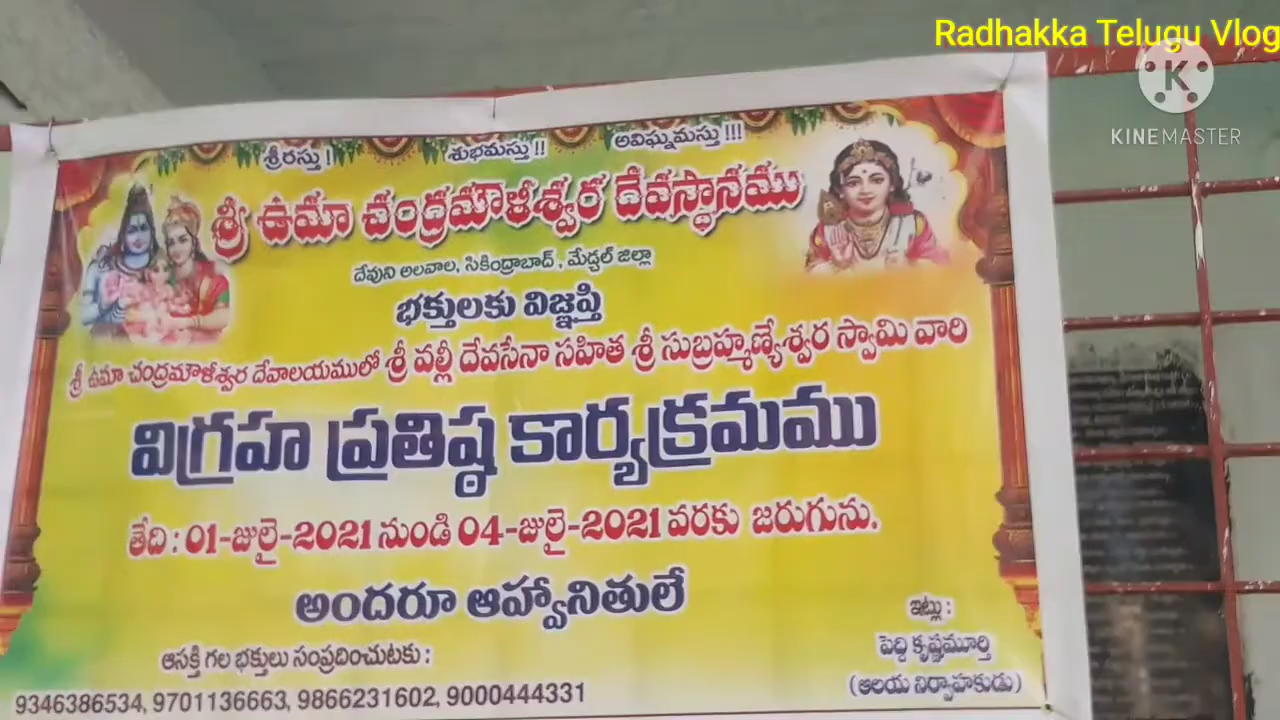 Radhakka Telugu Vlog
K
KINEMASTER
శ్రీరస్తు ! శుభమస్తు !! అవిఘ్నమస్తు !!!
శ్రీ ఉమా చంద్రమౌళీశ్వర దేవస్థానము
దేవుని అలవాల, సికింద్రాబాద్ , మేడ్చల్ జిల్లా
భక్తులకు విజ్ఞప్తి
శ్రీ ఉమా చంద్రమౌళీశ్వర దేవాలయములో శ్రీ వల్లీ దేవసేనా సహిత శ్రీ సుబ్రహ్మణ్యేశ్వర స్వామి వారి
విగ్రహ ప్రతిష్ఠ కార్యక్రమము
తేది : 01-జులై-2021 నుండి 04-జులై-2021 వరకు జరుగును.
అందరూ ఆహ్వానితులే
ఆసక్తి గల భక్తులు సంప్రదించుటకు :
9346386534, 9701136663, 9866231602, 9000444331
ఇట్లు :
పెద్ది కృష్ణమూర్తి
(ఆలయ నిర్వాహకుడు)